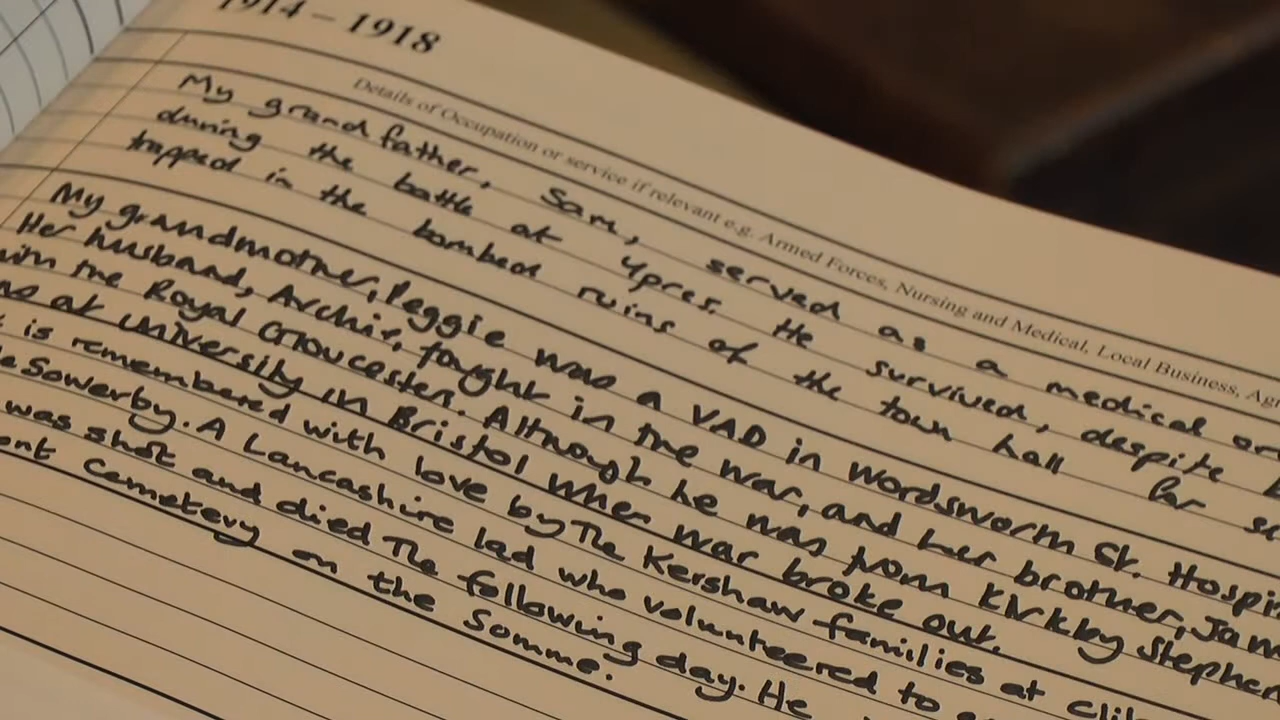 1914 – 1918
Details of Occupation or service if relevant e.g. Armed Forces, Nursing and Medical, Local Business, Agr
My grandfather, Sam, served as a medical or
during the battle at Ypres. He survived, despite
trapped in the bombed ruins of the town hall for
My grandmother, Peggie was a VAD in Wordsworth St. Hospi
Her husband, Archie, fought in the war, and her brother, Jam
with the Royal Gloucesters. Although he was from Kirkby Stephen
at University in Bristol when war broke out.
is remembered with love by The Kershaw families at
Sowerby. A Lancashire lad who volunteered to
was shot and died The following day. He
Cemetery on the Somme.